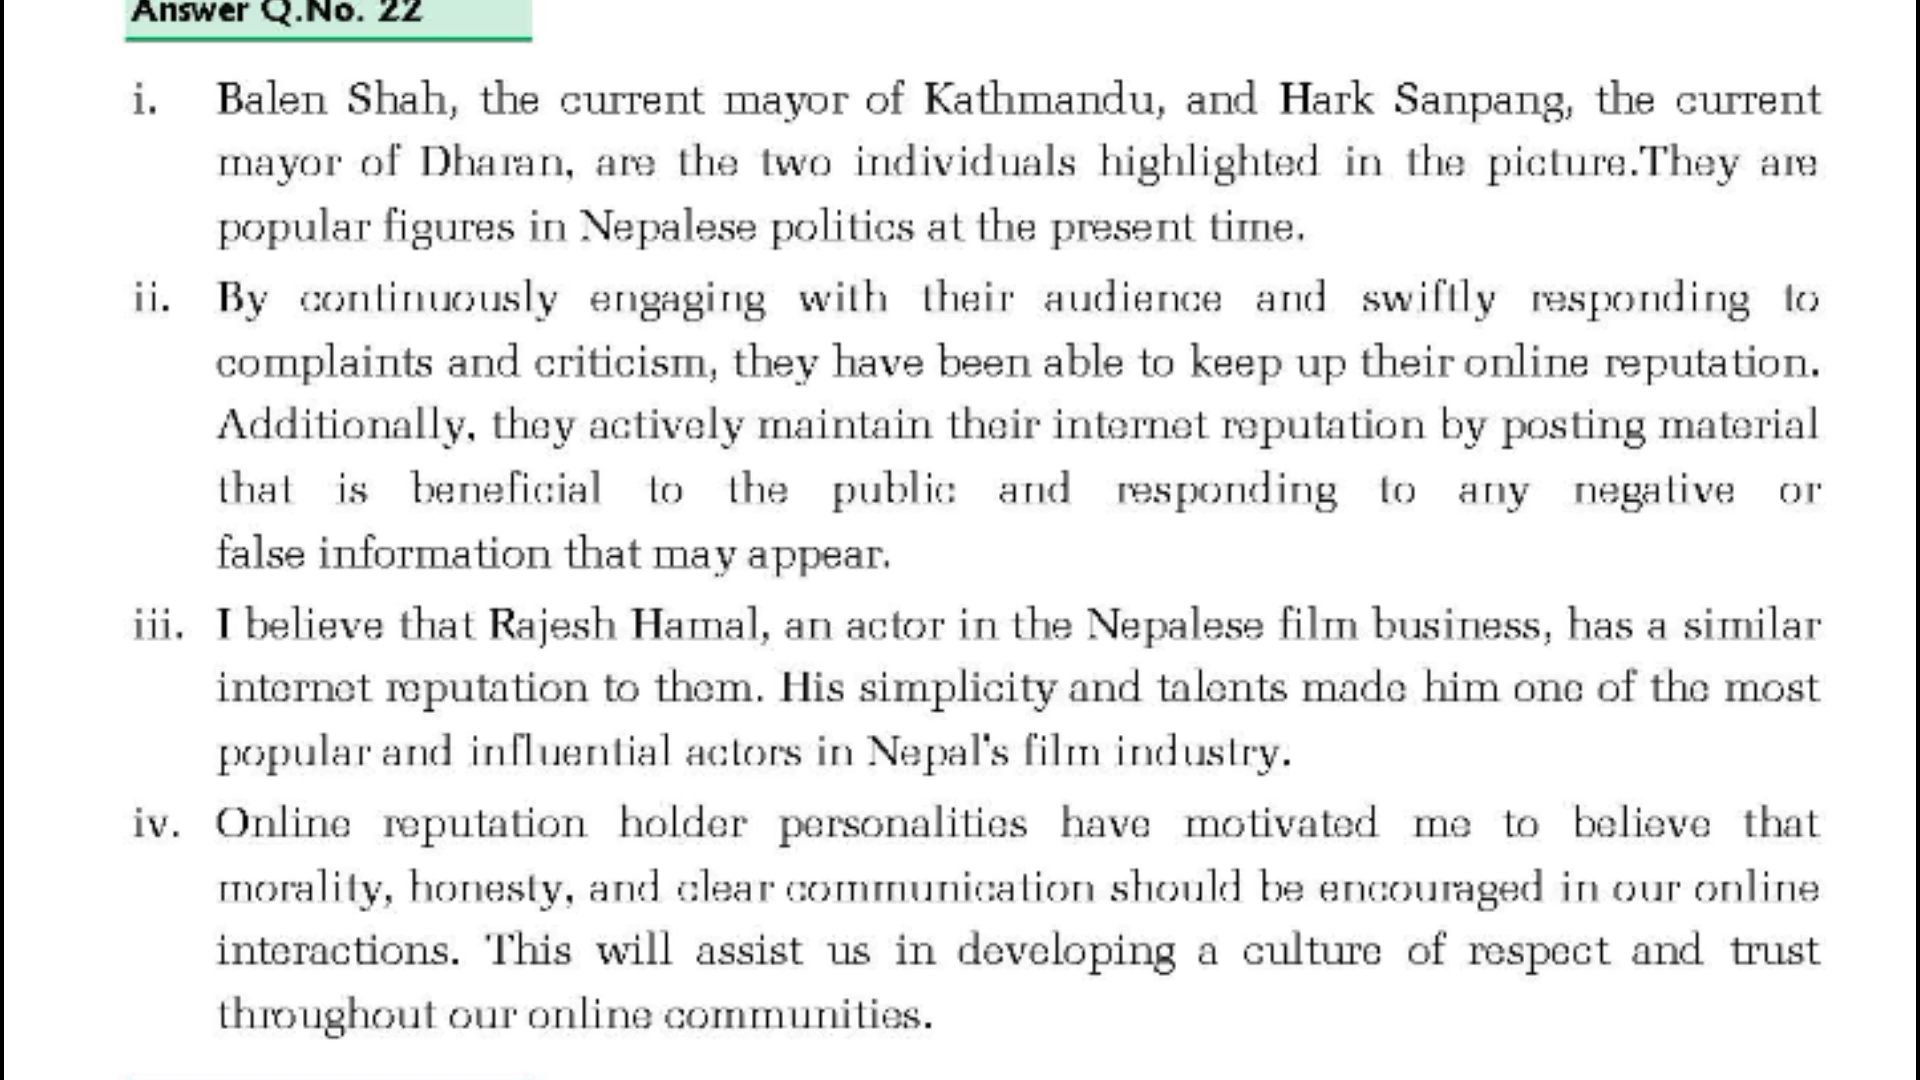 Answer Q.No. 22
i. Balen Shah, the current mayor of Kathmandu, and Hark Sanpang, the current
mayor of Dharan, are the two individuals highlighted in the picture.They are
popular figures in Nepalese politics at the present time.
ii. By continuously engaging with their audience and swiftly responding to
complaints and criticism, they have been able to keep up their online reputation.
Additionally, they actively maintain their internet reputation by posting material
that is beneficial to the public and responding to any negative or
false information that may appear.
iii. I believe that Rajesh Hamal, an actor in the Nepalese film business, has a similar
internet reputation to them. His simplicity and talents made him one of the most
popular and influential actors in Nepal's film industry.
iv. Online reputation holder personalities have motivated me to believe that
morality, honesty, and clear communication should be encouraged in our online
interactions. This will assist us in developing a culture of respect and trust
throughout our online communities.